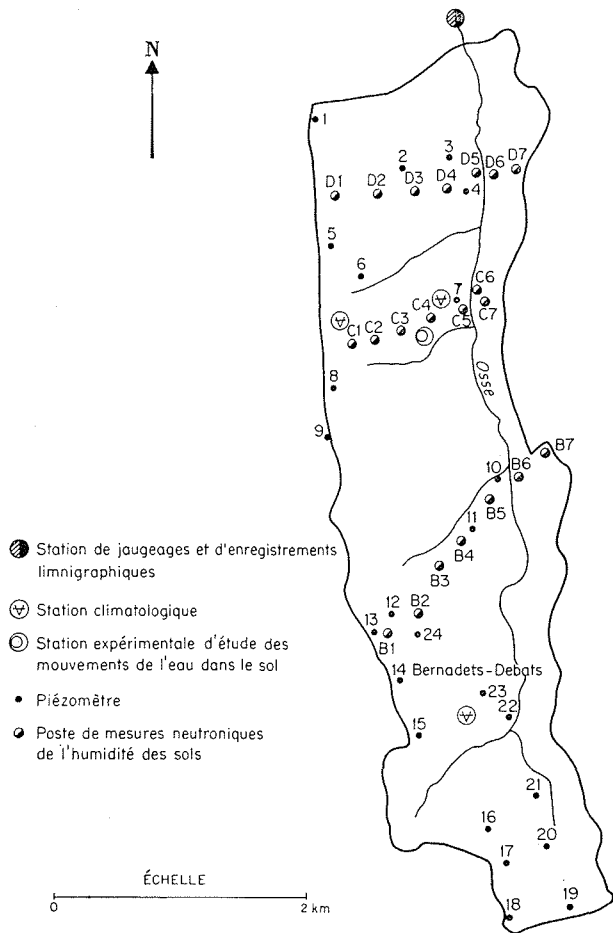 N
1
2
3
D5
D6
D7
D1
D2
D3
D4
4
5
6
C6
7
C7
C4
C5
C3
C1
C2
8
Osse
9
B7
10
B6
B5
11
B4
B3
12
B2
13
B1
24
14
Bernadets-Debats
23
22
15
21
16
20
17
19
18
Station de jaugeages et d'enregistrements
limnigraphiques
Station climatologique
Station expérimentale d'étude des
mouvements de l'eau dans le sol
Piézomètre
Poste de mesures neutroniques
de l'humidité des sols
ÉCHELLE
0
2 km